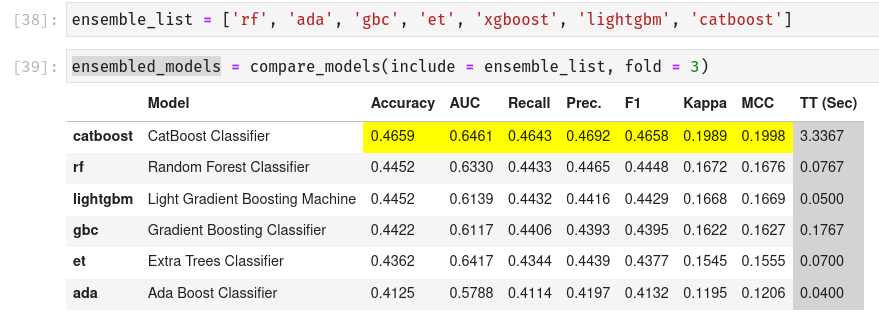 [38]: ensemble_list = ['rf', 'ada', 'gbc', 'et', 'xgboost', 'lightgbm', 'catboost']
[39]: ensembled_models = compare_models(include = ensemble_list, fold = 3)
Model Accuracy AUC Recall Prec. F1 Kappa MCC TT (Sec)
catboost CatBoost Classifier 0.4659 0.6461 0.4643 0.4692 0.4658 0.1989 0.1998 3.3367
rf Random Forest Classifier 0.4452 0.6330 0.4433 0.4465 0.4448 0.1672 0.1676 0.0767
lightgbm Light Gradient Boosting Machine 0.4452 0.6139 0.4432 0.4416 0.4429 0.1668 0.1669 0.0500
gbc Gradient Boosting Classifier 0.4422 0.6117 0.4406 0.4393 0.4395 0.1622 0.1627 0.1767
et Extra Trees Classifier 0.4362 0.6417 0.4344 0.4439 0.4377 0.1545 0.1555 0.0700
ada Ada Boost Classifier 0.4125 0.5788 0.4114 0.4197 0.4132 0.1195 0.1206 0.0400